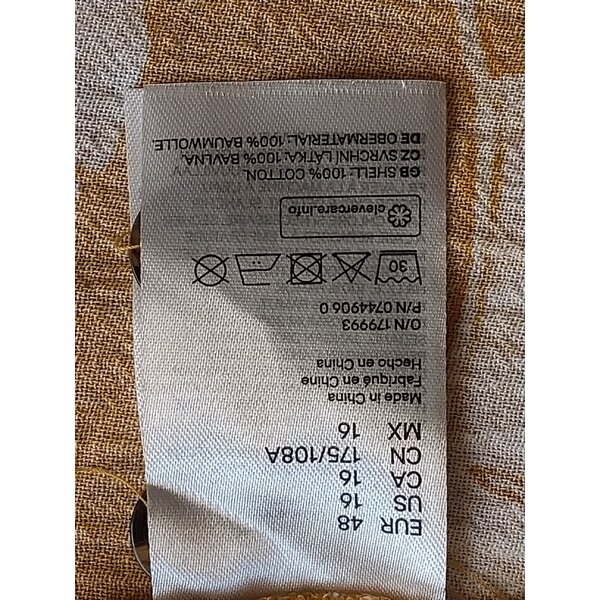 EUR 48
US 16
CA 16
CN 175/108A
MX 16
Made in China
Fabriqué en Chine
Hecho en China
O/N 179993
P/N 0744906 0
30
clevercare.info
GB SHELL: 100% COTTON.
CZ SVRCHNÍ LÁTKA: 100% BAVLNA.
DE OBERMATERIAL: 100% BAUMWOLLE